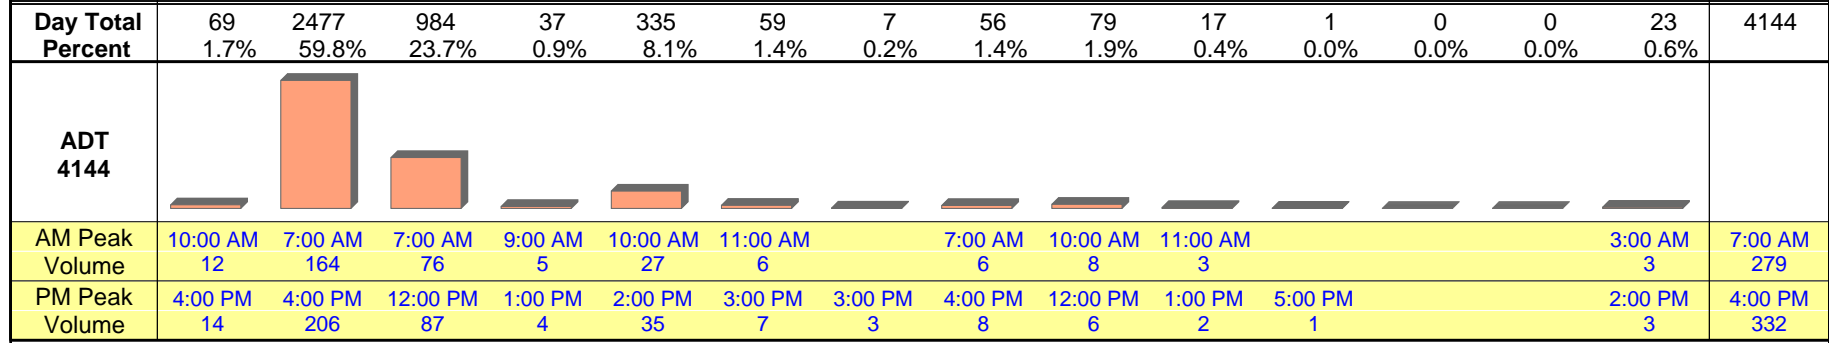 Day Total 69 2477 984 37 335 59 7 56 79 17 1 0 0 23 4144
Percent 1.7% 59.8% 23.7% 0.9% 8.1% 1.4% 0.2% 1.4% 1.9% 0.4% 0.0% 0.0% 0.0% 0.6%
ADT
4144
AM Peak 10:00 AM 7:00 AM 7:00 AM 9:00 AM 10:00 AM 11:00 AM 7:00 AM 10:00 AM 11:00 AM 3:00 AM 7:00 AM
Volume 12 164 76 5 27 6 6 8 3 3 279
PM Peak 4:00 PM 4:00 PM 12:00 PM 1:00 PM 2:00 PM 3:00 PM 3:00 PM 4:00 PM 12:00 PM 1:00 PM 5:00 PM 2:00 PM 4:00 PM
Volume 14 206 87 4 35 7 3 8 6 2 1 3 332